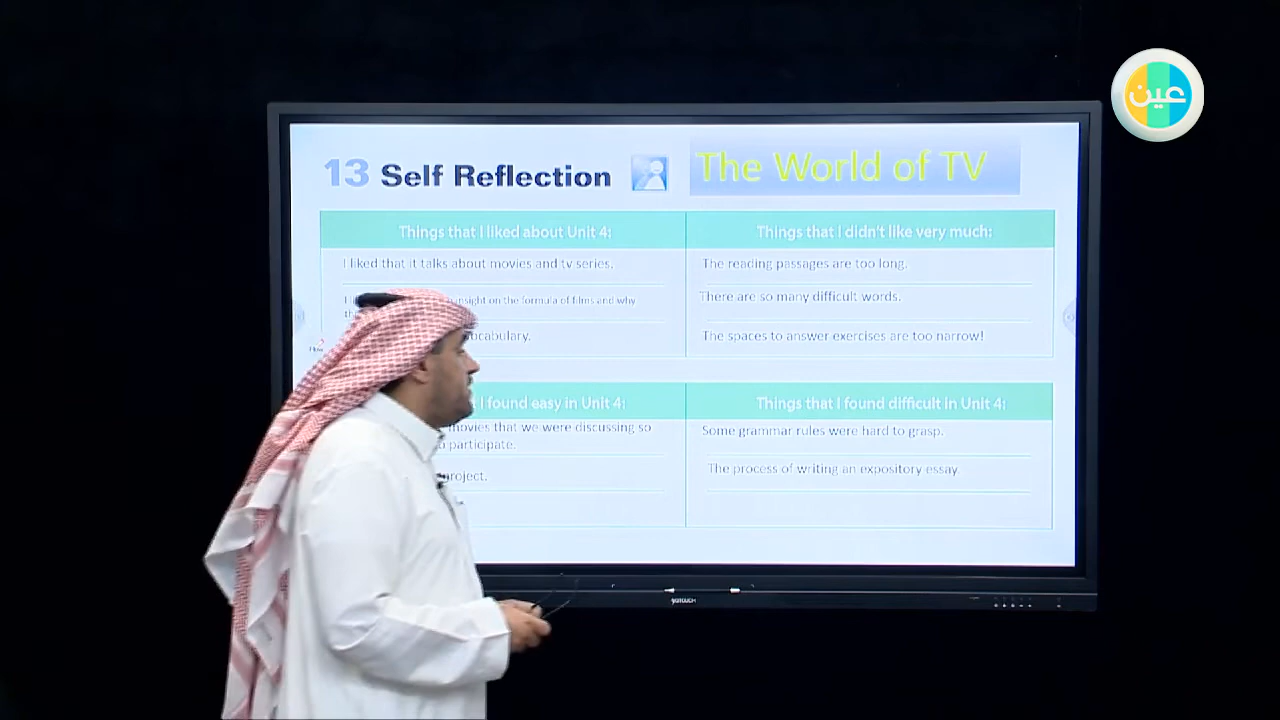 عين
13 Self Reflection
The World of TV
Things that I liked about Unit 4:
I liked that it talks about movies and tv series.
insight on the formula of films and why
Things that I didn't like very much:
The reading passages are too long.
There are so many difficult words.
The spaces to answer exercises are too narrow!
I found easy in Unit 4:
movies that we were discussing so
participate.
project.
Things that I found difficult in Unit 4:
Some grammar rules were hard to grasp.
The process of writing an expository essay.